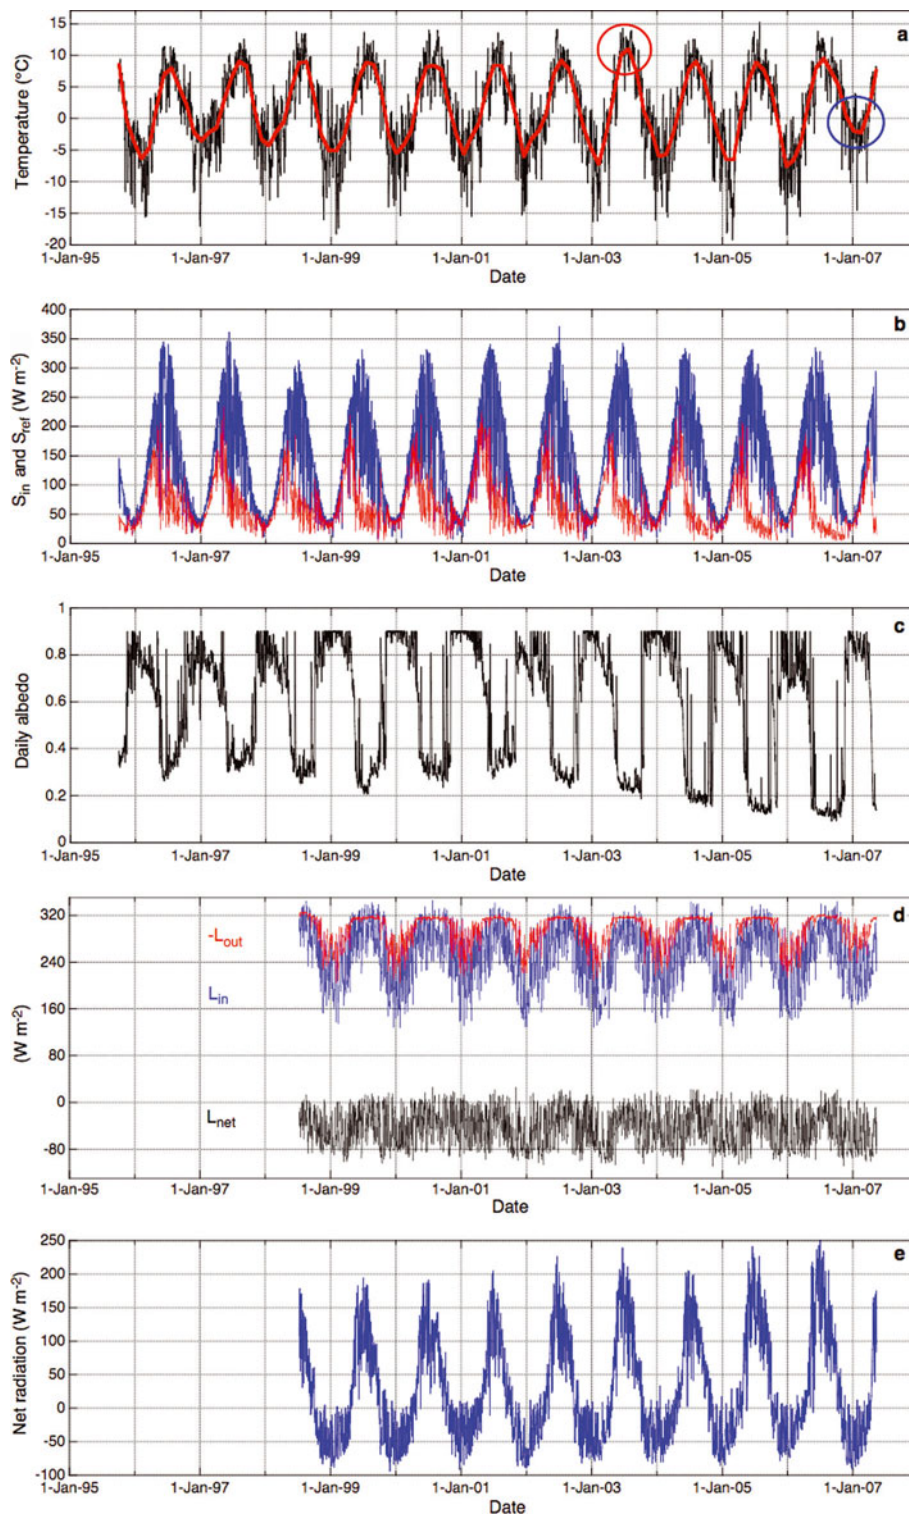 a
Temperature (°C)
15
10
5
0
-5
-10
-15
-20
1-Jan-95 1-Jan-97 1-Jan-99 1-Jan-01 1-Jan-03 1-Jan-05 1-Jan-07
Date
b
S_in and S_ref (W m⁻²)
400
350
300
250
200
150
100
50
0
1-Jan-95 1-Jan-97 1-Jan-99 1-Jan-01 1-Jan-03 1-Jan-05 1-Jan-07
Date
c
Daily albedo
1
0.8
0.6
0.4
0.2
0
1-Jan-95 1-Jan-97 1-Jan-99 1-Jan-01 1-Jan-03 1-Jan-05 1-Jan-07
Date
d
(W m⁻²)
320
240
160
80
0
-80
-L_out
L_in
L_net
1-Jan-95 1-Jan-97 1-Jan-99 1-Jan-01 1-Jan-03 1-Jan-05 1-Jan-07
Date
e
Net radiation (W m⁻²)
250
200
150
100
50
0
-50
-100
1-Jan-95 1-Jan-97 1-Jan-99 1-Jan-01 1-Jan-03 1-Jan-05 1-Jan-07
Date